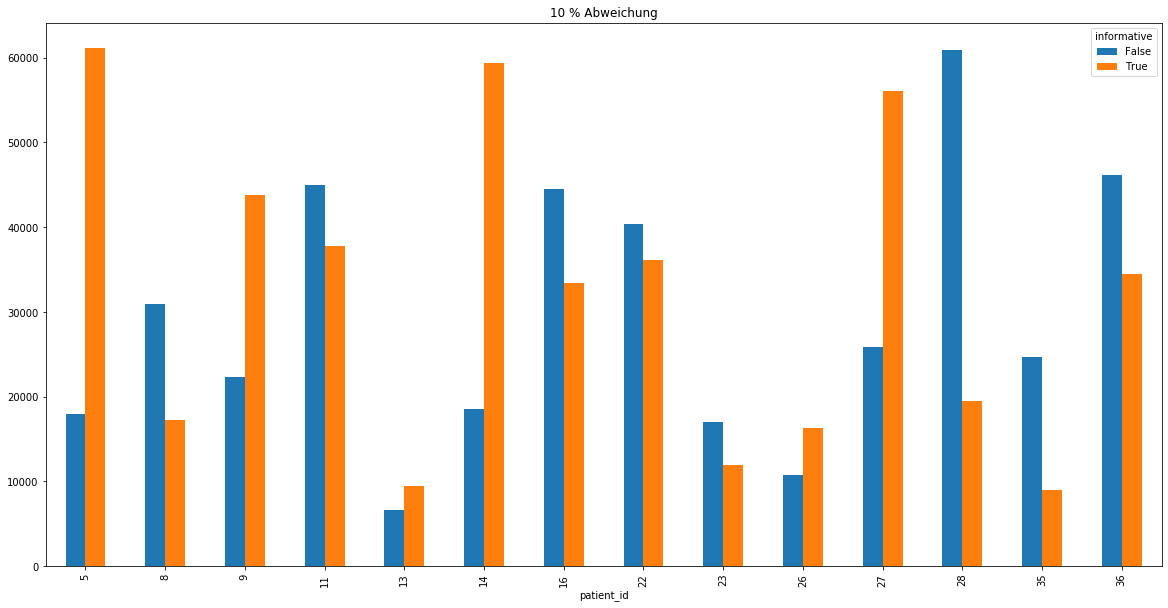 10 % Abweichung
informative
False
True
60000
50000
40000
30000
20000
10000
0
5 8 9 11 13 14 16 22 23 26 27 28 35 36
patient_id